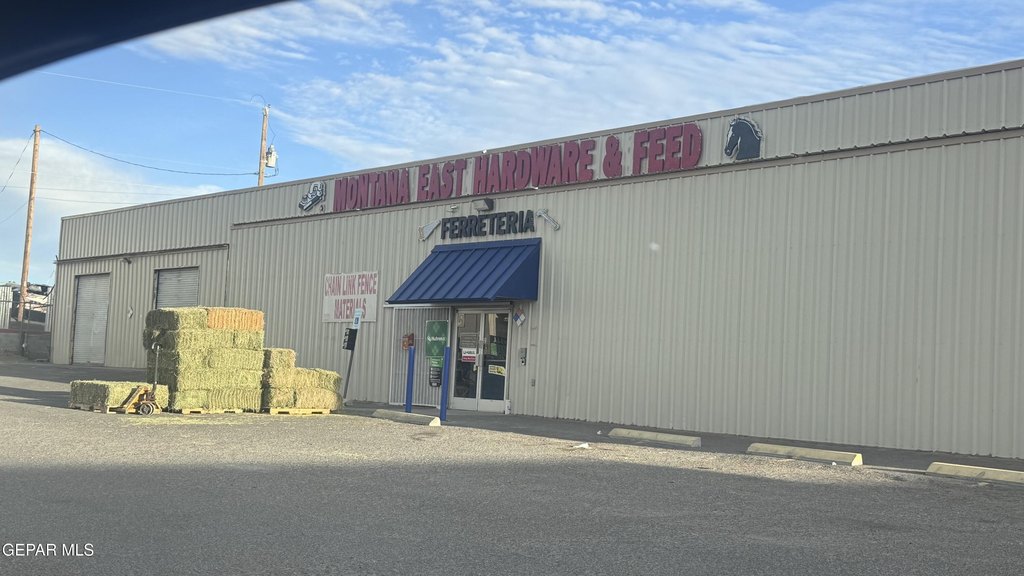 MONTANA EAST HARDWARE & FEED
FERRETERIA
CHAIN LINK FENCE
MATERIALS
GEPAR MLS